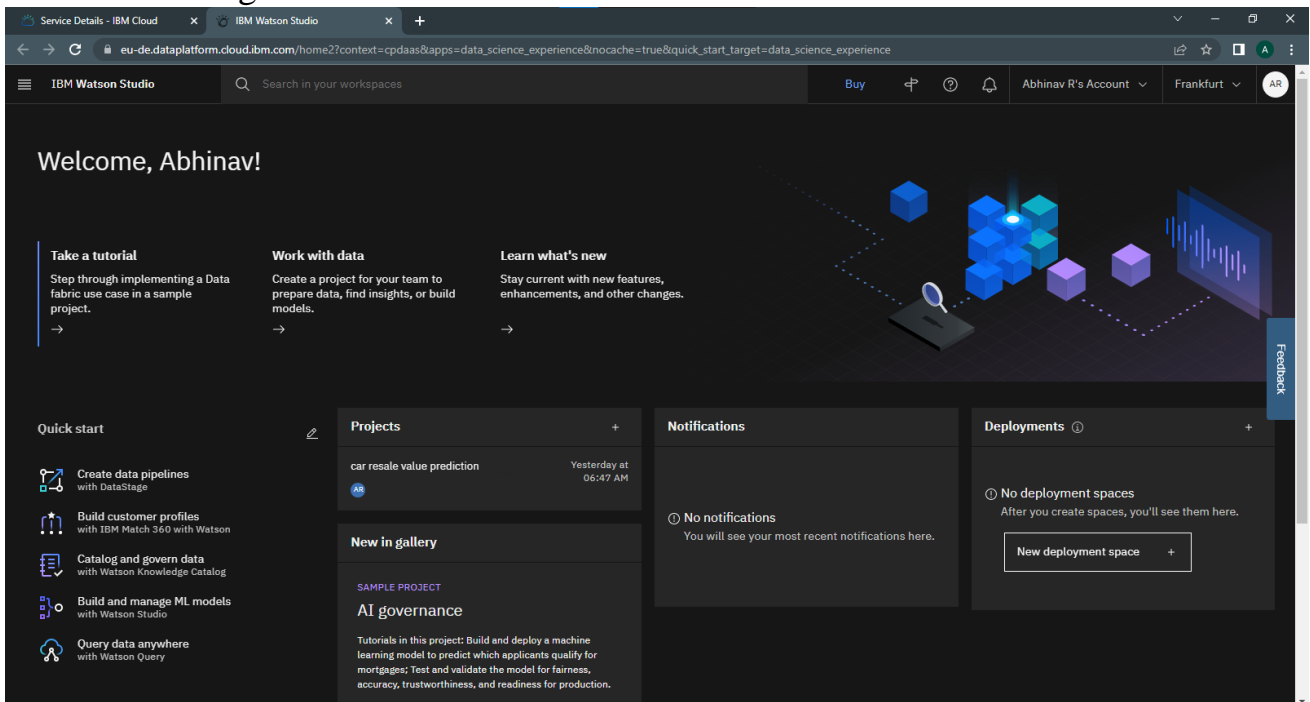 Service Details - IBM Cloud
IBM Watson Studio
eu-de.dataplatform.cloud.ibm.com/home2?context=cpdaas&apps=data_science_experience&nocache=true&quick_start_target=data_science_experience
A
IBM Watson Studio
Search in your workspaces
Buy
Abhinav R's Account
Frankfurt
AR
Welcome, Abhinav!
Take a tutorial
Step through implementing a Data
fabric use case in a sample
project.
Work with data
Create a project for your team to
prepare data, find insights, or build
models.
Learn what's new
Stay current with new features,
enhancements, and other changes.
Feedback
Quick start
Create data pipelines
with DataStage
Build customer profiles
with IBM Match 360 with Watson
Catalog and govern data
with Watson Knowledge Catalog
Build and manage ML models
with Watson Studio
Query data anywhere
with Watson Query
Projects
car resale value prediction
Yesterday at
06:47 AM
AR
New in gallery
SAMPLE PROJECT
AI governance
Tutorials in this project: Build and deploy a machine
learning model to predict which applicants qualify for
mortgages; Test and validate the model for fairness,
accuracy, trustworthiness, and readiness for production.
Notifications
No notifications
You will see your most recent notifications here.
Deployments
No deployment spaces
After you create spaces, you'll see them here.
New deployment space +